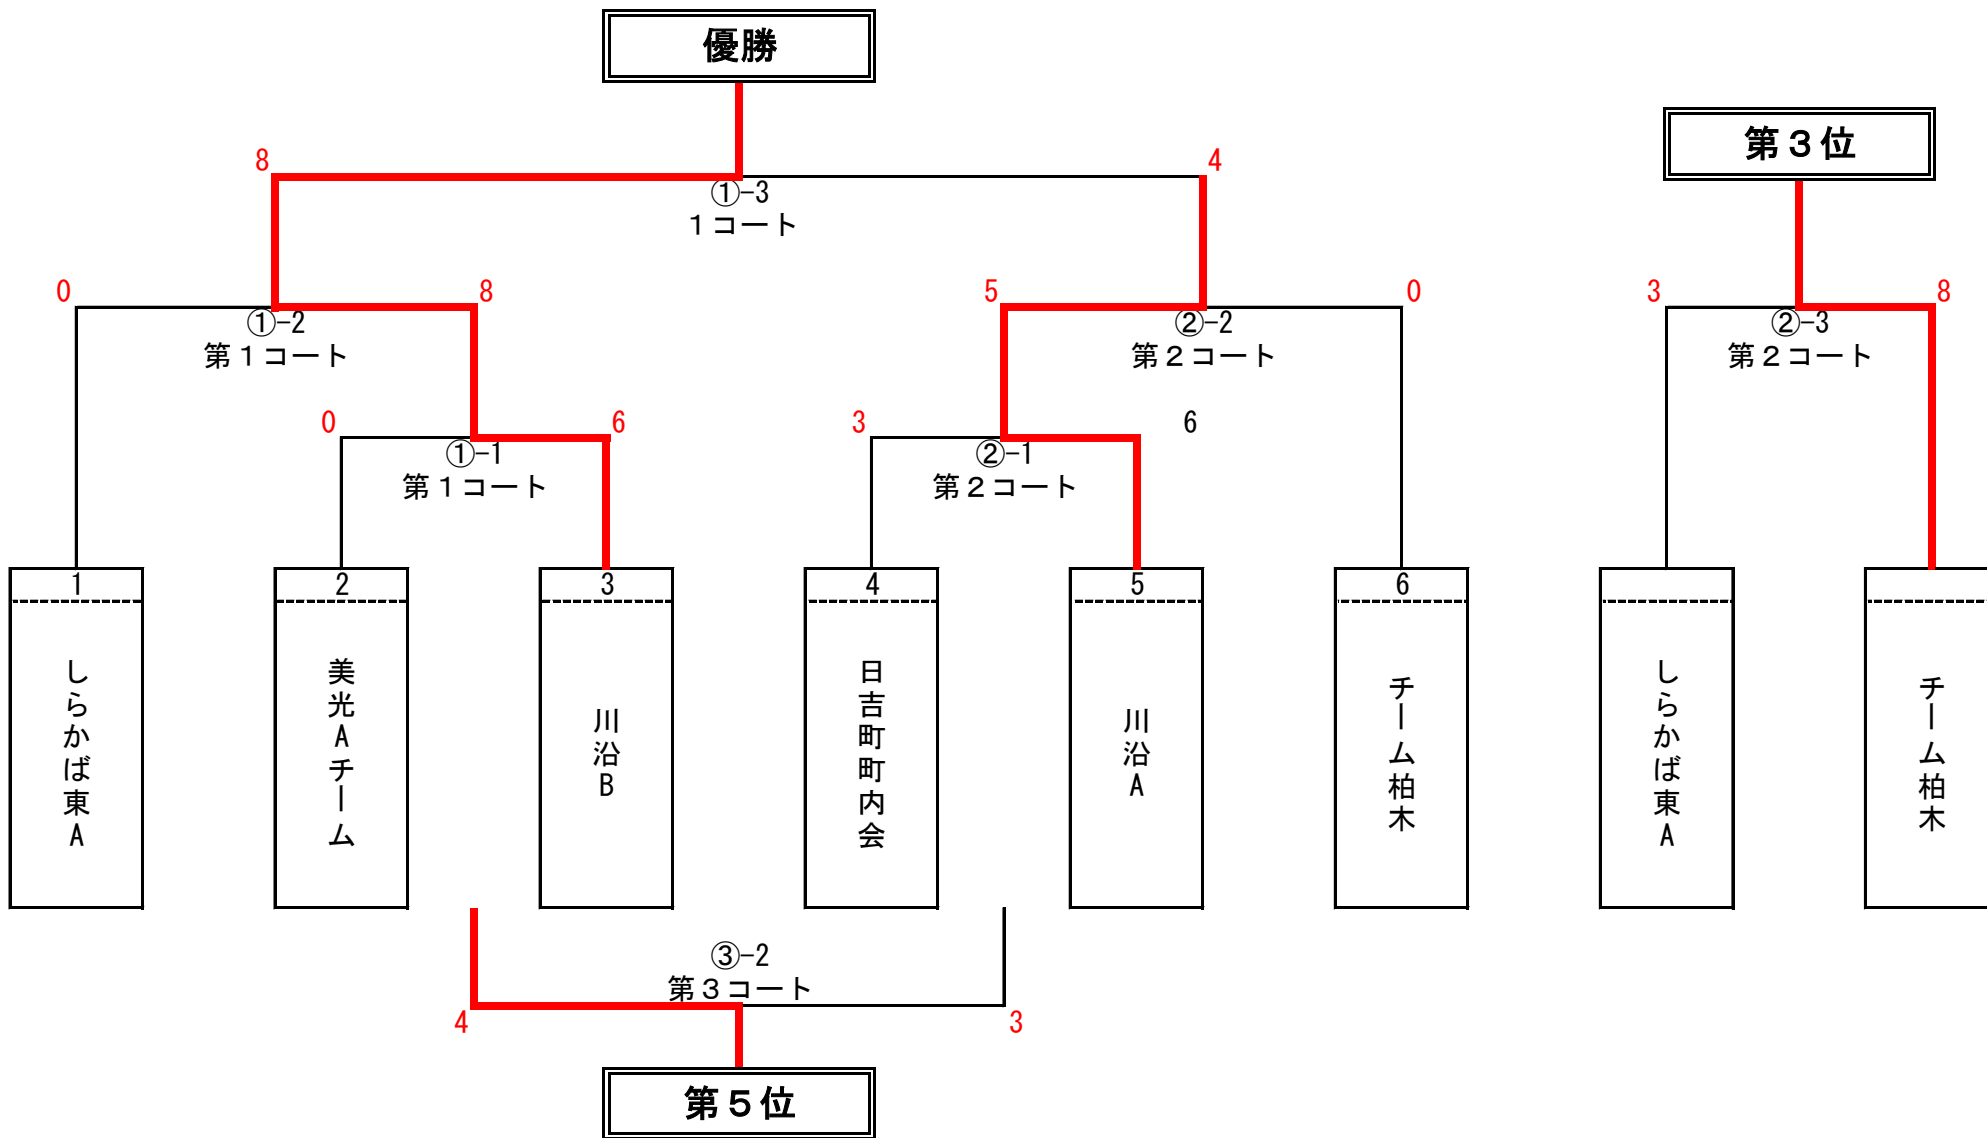 優勝
第３位
8
4
①-3
1コート
0
8
5
0
3
8
①-2
第1コート
②-2
第2コート
②-3
第2コート
0
6
3
6
①-1
第1コート
②-1
第2コート
1
2
3
4
5
6
しらかば東A
美光Aチーム
川沿B
日吉町町内会
川沿A
チーム柏木
しらかば東A
チーム柏木
③-2
第3コート
4
3
第５位